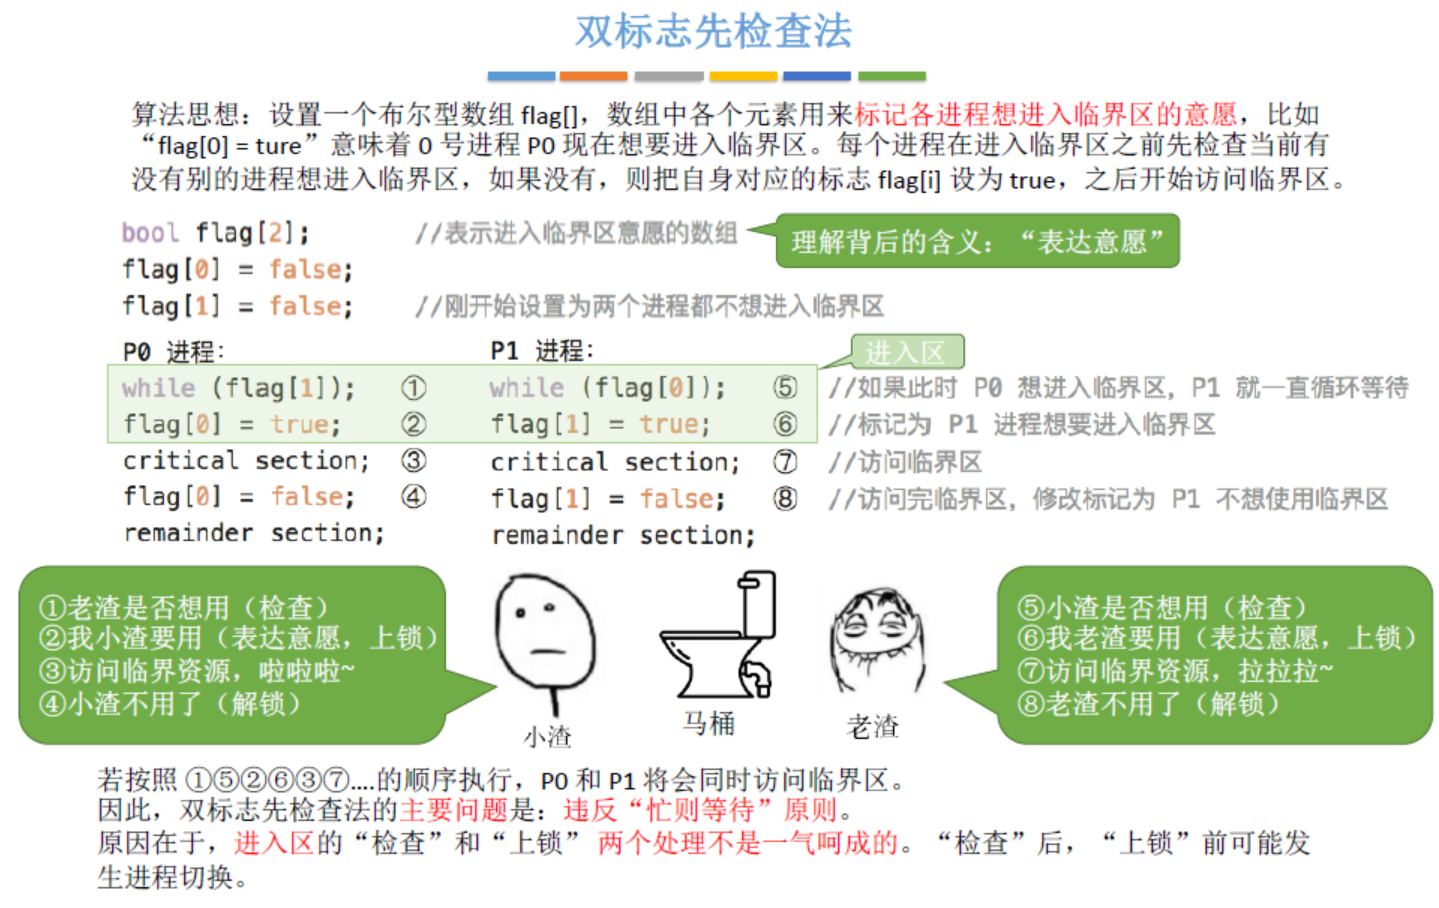 双标志先检查法
算法思想：设置一个布尔型数组 flag[]，数组中各个元素用来标记各进程想进入临界区的意愿，比如
“flag[0] = ture”意味着 0 号进程 P0 现在想要进入临界区。每个进程在进入临界区之前先检查当前有
没有别的进程想进入临界区，如果没有，则把自身对应的标志 flag[i] 设为 true，之后开始访问临界区。
bool flag[2]; //表示进入临界区意愿的数组
理解背后的含义：“表达意愿”
flag[0] = false;
flag[1] = false; //刚开始设置为两个进程都不想进入临界区
P0 进程： P1 进程： 进入区
while (flag[1]); ① while (flag[0]); ⑤ //如果此时 P0 想进入临界区，P1 就一直循环等待
flag[0] = true; ② flag[1] = true; ⑥ //标记为 P1 进程想要进入临界区
critical section; ③ critical section; ⑦ //访问临界区
flag[0] = false; ④ flag[1] = false; ⑧ //访问完临界区，修改标记为 P1 不想使用临界区
remainder section; remainder section;
①老渣是否想用（检查）
②我小渣要用（表达意愿，上锁）
③访问临界资源，啦啦啦~
④小渣不用了（解锁）
小渣
马桶
老渣
⑤小渣是否想用（检查）
⑥我老渣要用（表达意愿，上锁）
⑦访问临界资源，拉拉拉~
⑧老渣不用了（解锁）
若按照 ①⑤②⑥③⑦....的顺序执行，P0 和 P1 将会同时访问临界区。
因此，双标志先检查法的主要问题是：违反“忙则等待”原则。
原因在于，进入区的“检查”和“上锁” 两个处理不是一气呵成的。“检查”后，“上锁”前可能发
生进程切换。